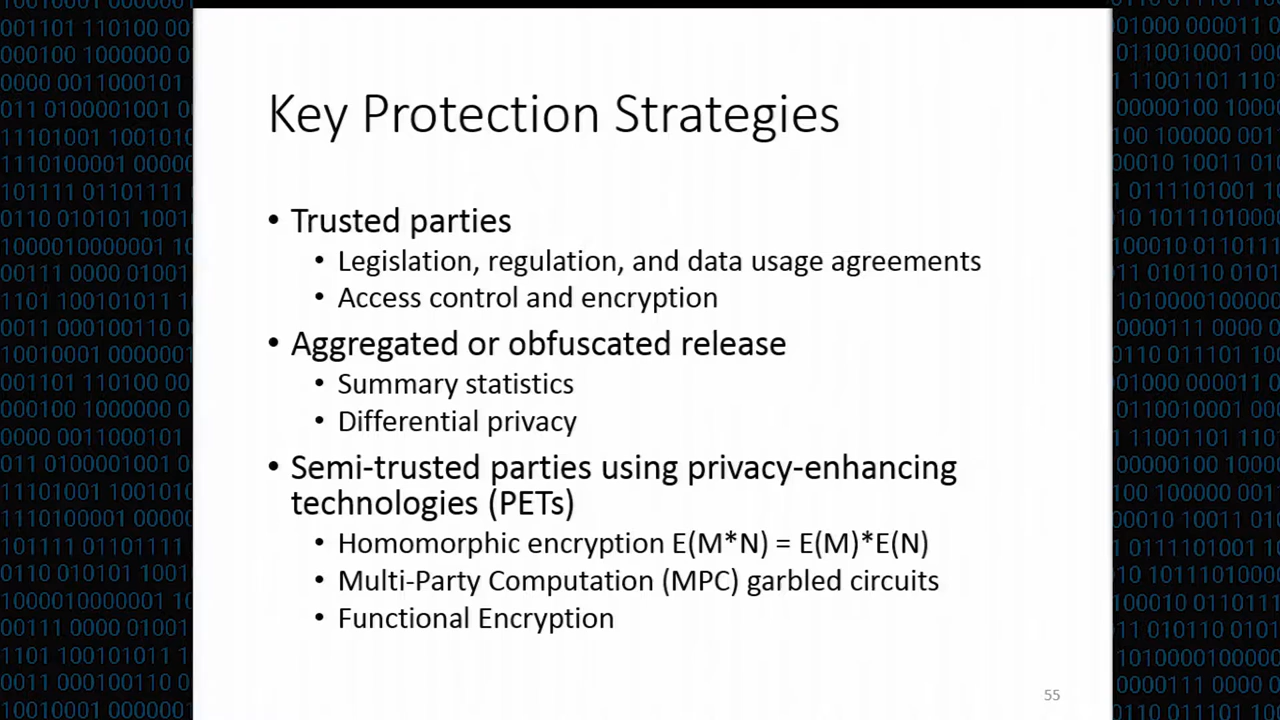 Key Protection Strategies
• Trusted parties
• Legislation, regulation, and data usage agreements
• Access control and encryption
• Aggregated or obfuscated release
• Summary statistics
• Differential privacy
• Semi-trusted parties using privacy-enhancing
technologies (PETs)
• Homomorphic encryption E(M*N) = E(M)*E(N)
• Multi-Party Computation (MPC) garbled circuits
• Functional Encryption
55